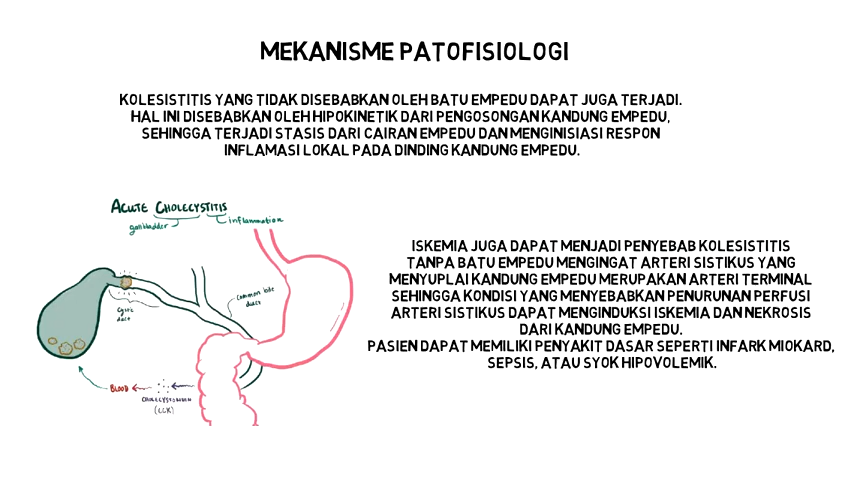 MEKANISME PATOFISIOLOGI
KOLESISTITIS YANG TIDAK DISEBABKAN OLEH BATU EMPEDU DAPAT JUGA TERJADI.
HAL INI DISEBABKAN OLEH HIPOKINETIK DARI PENGOSONGAN KANDUNG EMPEDU,
SEHINGGA TERJADI STASIS DARI CAIRAN EMPEDU DAN MENGINISIASI RESPON
INFLAMASI LOKAL PADA DINDING KANDUNG EMPEDU.
ACUTE CHOLECYSTITIS
gallbladder
inflammation
Common bile
duct
Cystic
duct
BLOOD
CHOLECYSTOKININ
(CCK)
ISKEMIA JUGA DAPAT MENJADI PENYEBAB KOLESISTITIS
TANPA BATU EMPEDU MENGINGAT ARTERI SISTIKUS YANG
MENYUPLAI KANDUNG EMPEDU MERUPAKAN ARTERI TERMINAL
SEHINGGA KONDISI YANG MENYEBABKAN PENURUNAN PERFUSI
ARTERI SISTIKUS DAPAT MENGINDUKSI ISKEMIA DAN NEKROSIS
DARI KANDUNG EMPEDU.
PASIEN DAPAT MEMILIKI PENYAKIT DASAR SEPERTI INFARK MIOKARD,
SEPSIS, ATAU SYOK HIPOVOLEMIK.